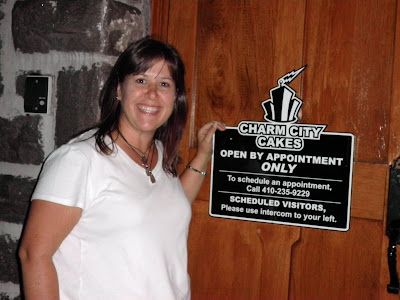 CHARM CITY
CAKES
OPEN BY APPOINTMENT
ONLY
To schedule an appointment,
Call 410-235-9229
SCHEDULED VISITORS,
Please use intercom to your left.